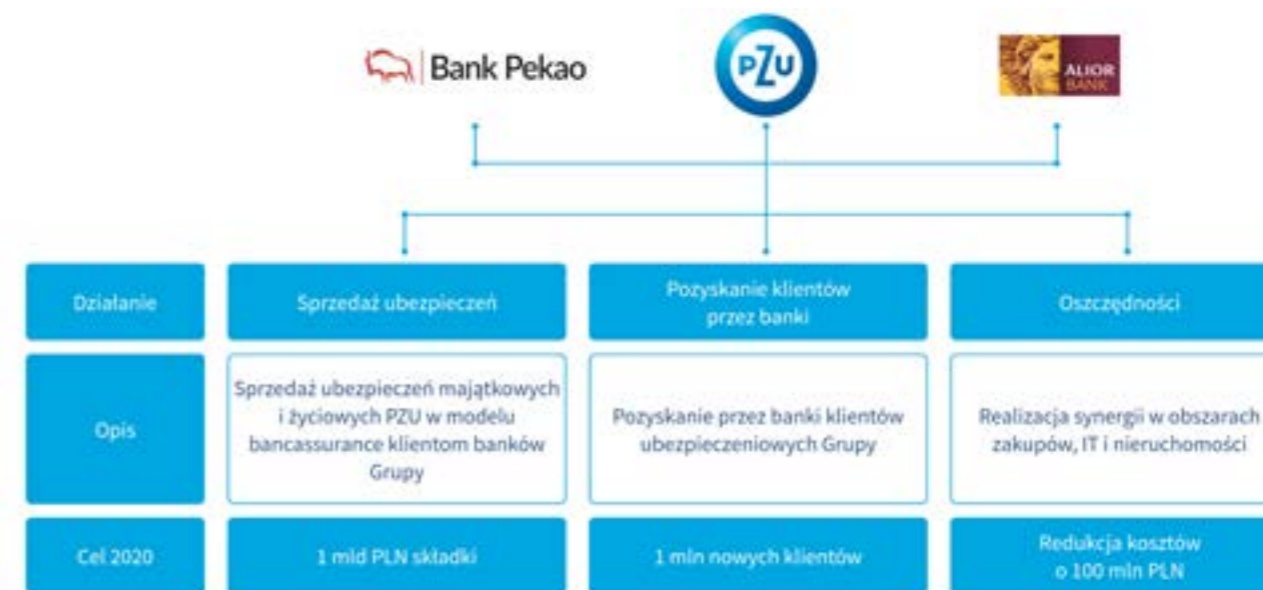 Bank Pekao
PZU
ALIOR
BANK
Działanie
Sprzedaż ubezpieczeń
Pozyskanie klientów
przez banki
Oszczędności
Opis
Sprzedaż ubezpieczeń majątkowych
i życiowych PZU w modelu
bancassurance klientom banków
Grupy
Pozyskanie przez banki klientów
ubezpieczeniowych Grupy
Realizacja synergii w obszarach
zakupów, IT i nieruchomości
Cel 2020
1 mld PLN składki
1 mln nowych klientów
Redukcja kosztów
o 100 mln PLN